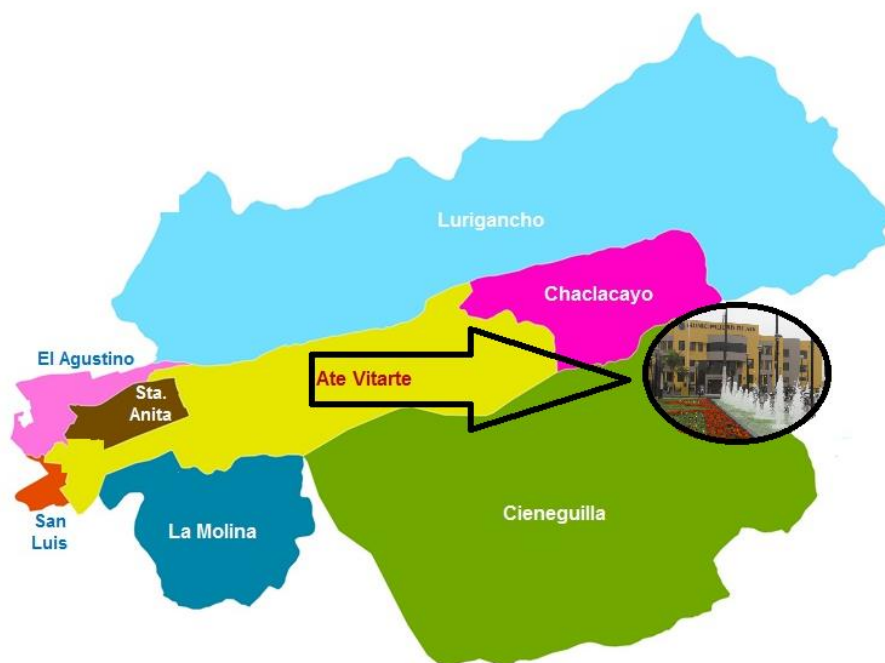 Lurigancho
Chaclacayo
El Agustino
Ate Vitarte
Sta.
Anita
Cieneguilla
San
Luis
La Molina